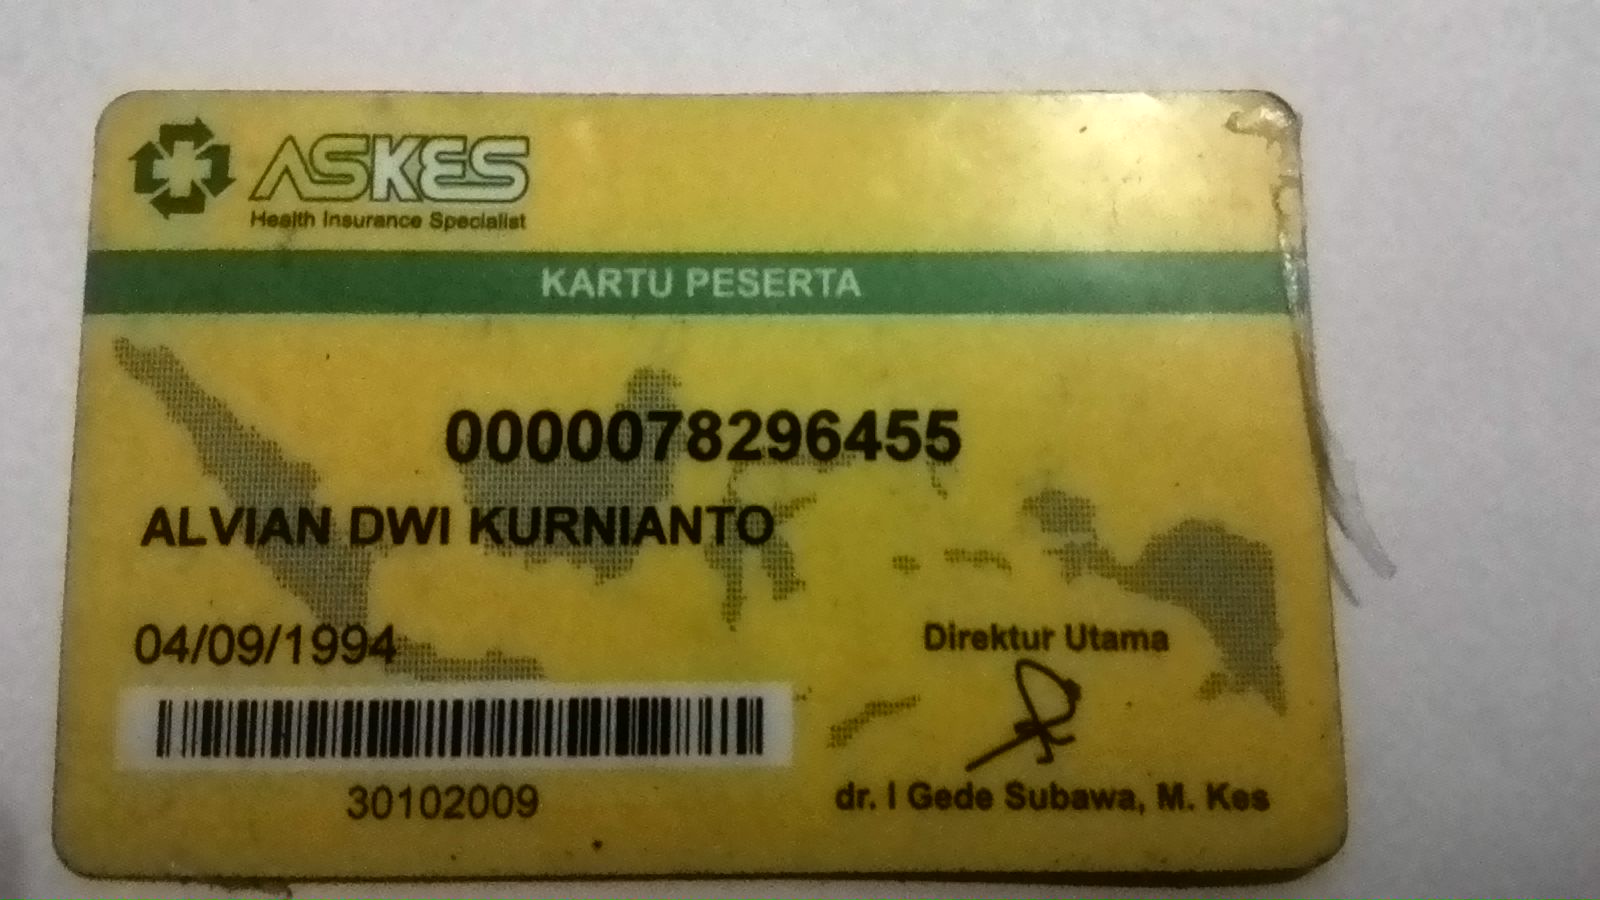 ASKES
Health Insurance Specialist
KARTU PESERTA
0000078296455
ALVIAN DWI KURNIANTO
04/09/1994
30102009
Direktur Utama
dr. I Gede Subawa, M. Kes